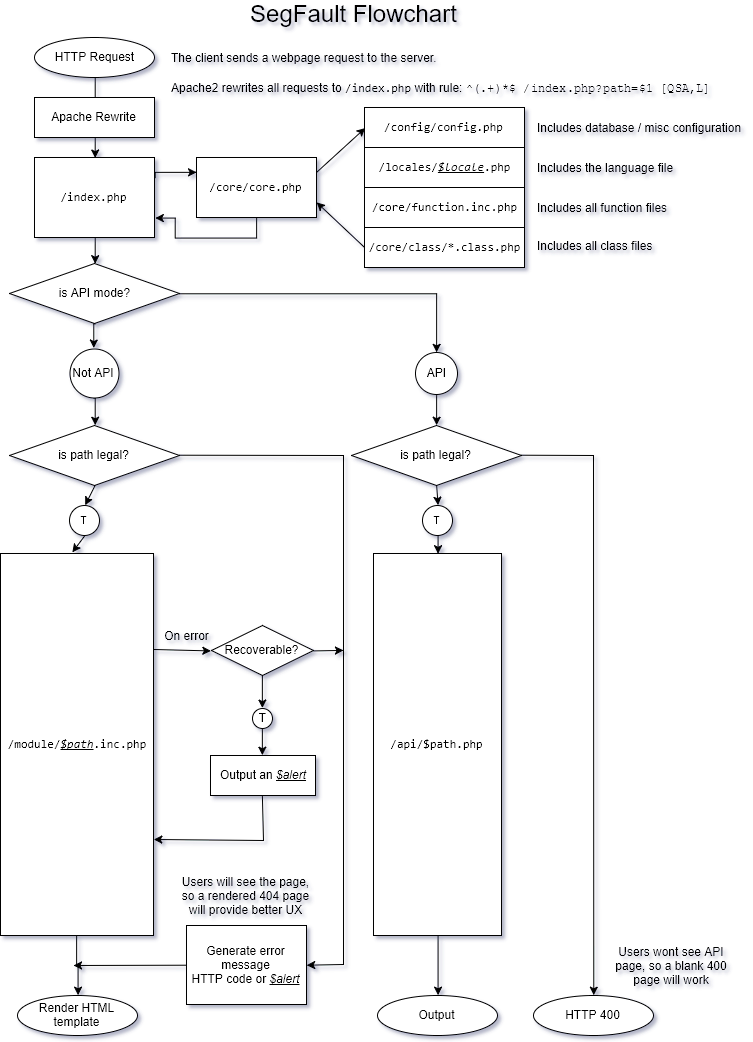 SegFault Flowchart
HTTP Request
The client sends a webpage request to the server.
Apache2 rewrites all requests to /index.php with rule: ^(.+)*$ /index.php?path=$1 [QSA,L]
Apache Rewrite
/index.php
/core/core.php
/config/config.php
Includes database / misc configuration
/locales/$locale.php
Includes the language file
/core/function.inc.php
Includes all function files
/core/class/*.class.php
Includes all class files
is API mode?
Not API
API
is path legal?
is path legal?
T
T
On error
Recoverable?
T
/module/$path.inc.php
/api/$path.php
Output an $alert
Users will see the page,
so a rendered 404 page
will provide better UX
Generate error
message
HTTP code or $alert
Users wont see API
page, so a blank 400
page will work
Render HTML
template
Output
HTTP 400